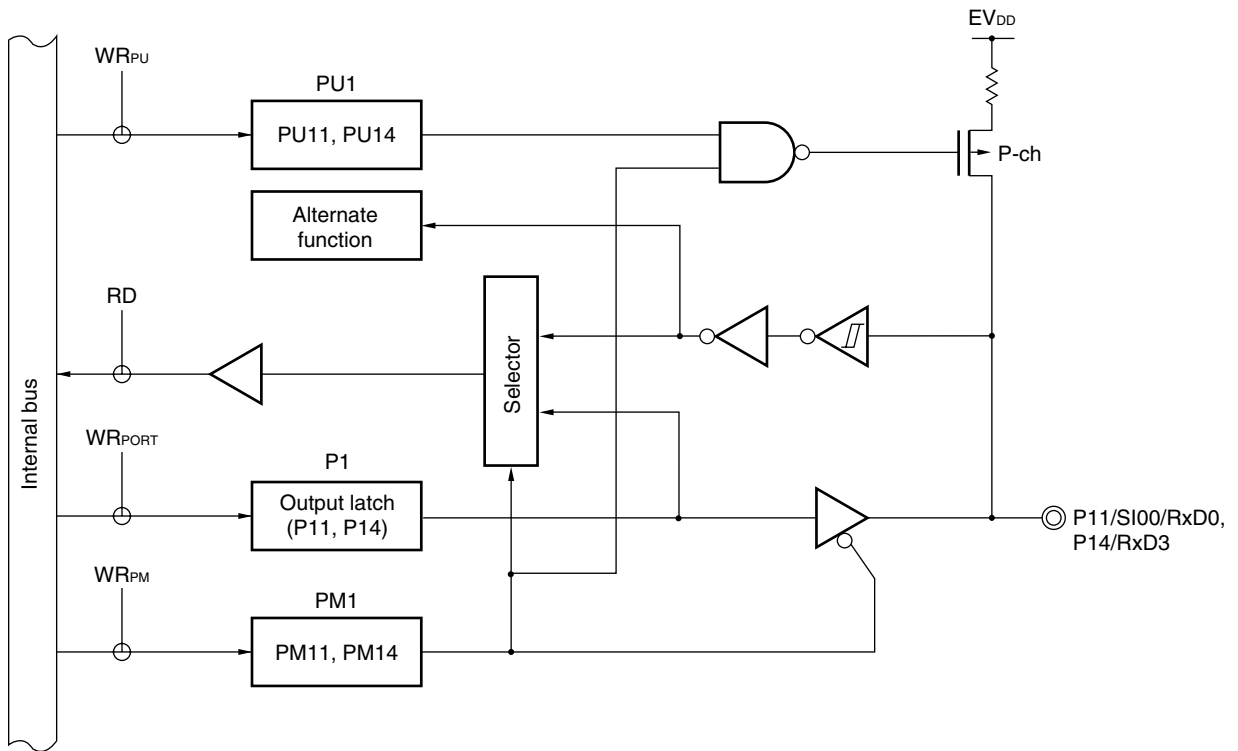 EVDD
WRPU
PU1
PU11, PU14
P-ch
Alternate
function
RD
Selector
Internal bus
WRPORT
P1
Output latch
(P11, P14)
P11/SI00/RxD0,
P14/RxD3
WRPM
PM1
PM11, PM14